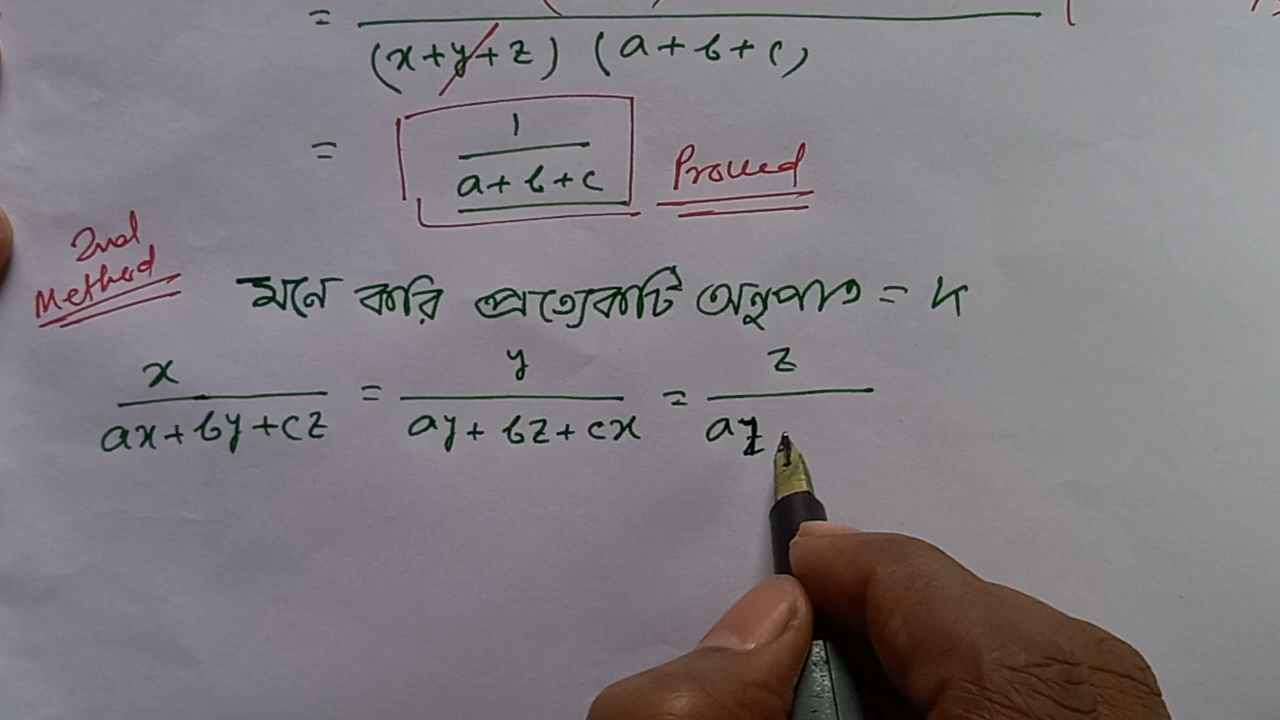 =
(x+y+z) (a+b+c)
= 1/(a+b+c) Proved
2nd Method
মনে করি প্রত্যেকটি অনুপাত = k
x/(ax+by+cz) = y/(ay+bz+cx) = z/(az